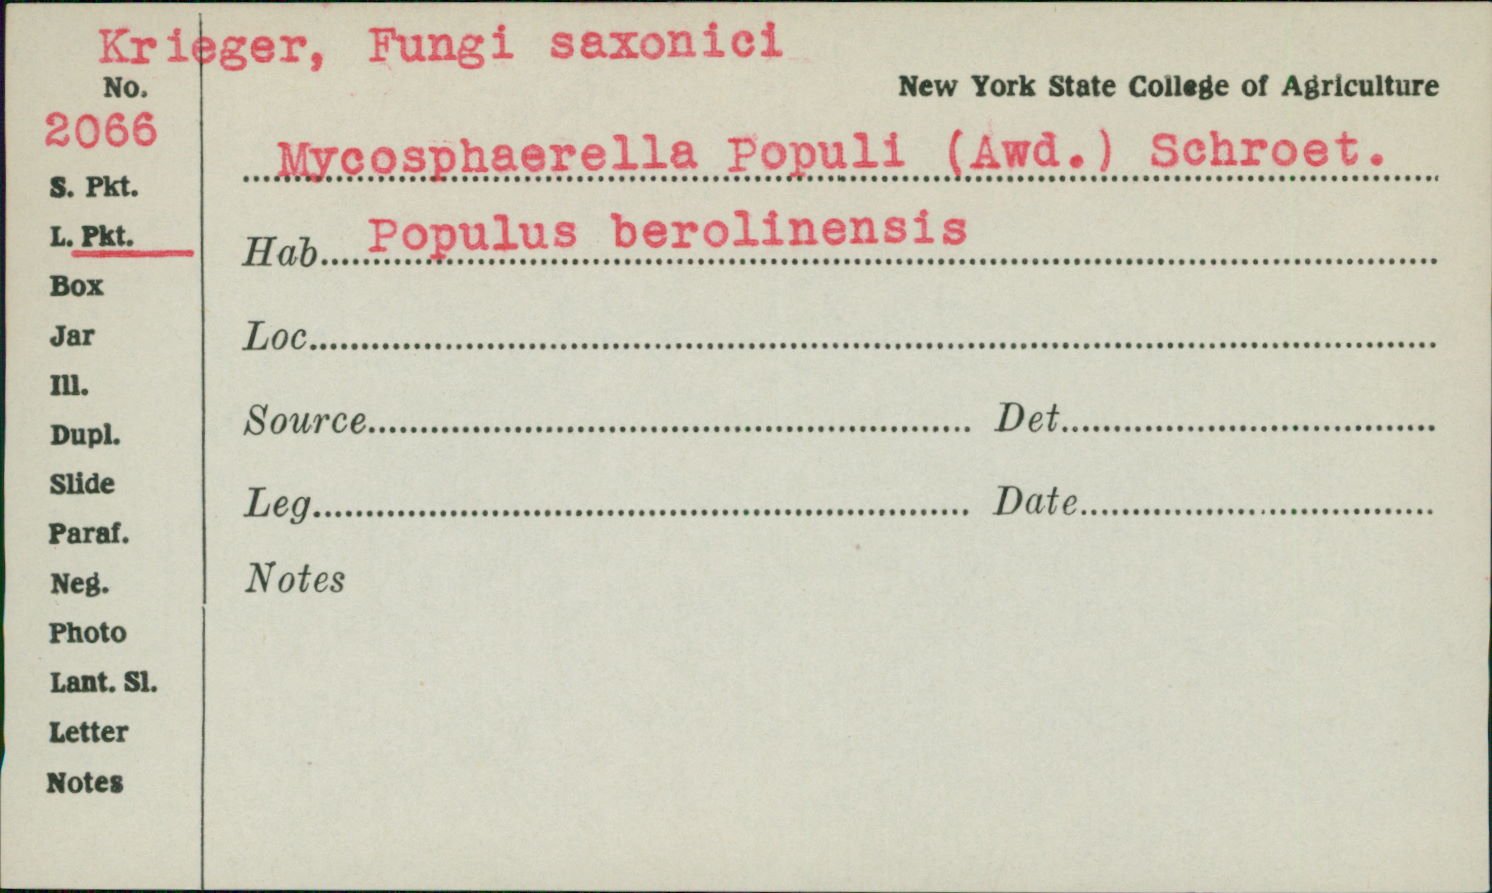 Krieger, Fungi saxonici
No.
New York State College of Agriculture
2066
Mycosphaerella Populi (Awd.) Schroet.
S. Pkt.
L. Pkt.
Hab. Populus berolinensis
Box
Loc.
Jar
Ill.
Source Det.
Dupl.
Slide
Leg. Date
Paraf.
Neg.
Notes
Photo
Lant. Sl.
Letter
Notes